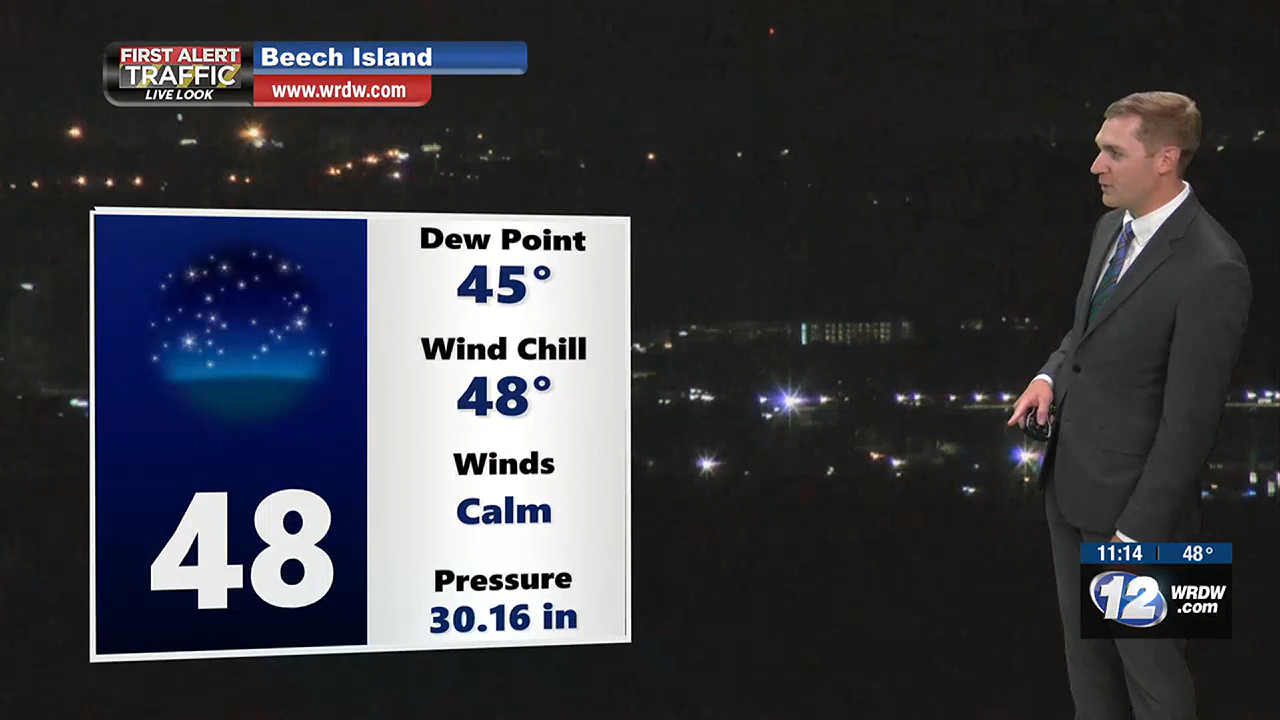 FIRST ALERT
TRAFFIC
LIVE LOOK
Beech Island
www.wrdw.com
Dew Point
45°
Wind Chill
48°
Winds
Calm
Pressure
30.16 in
48
11:14 | 48°
12 WRDW
.com